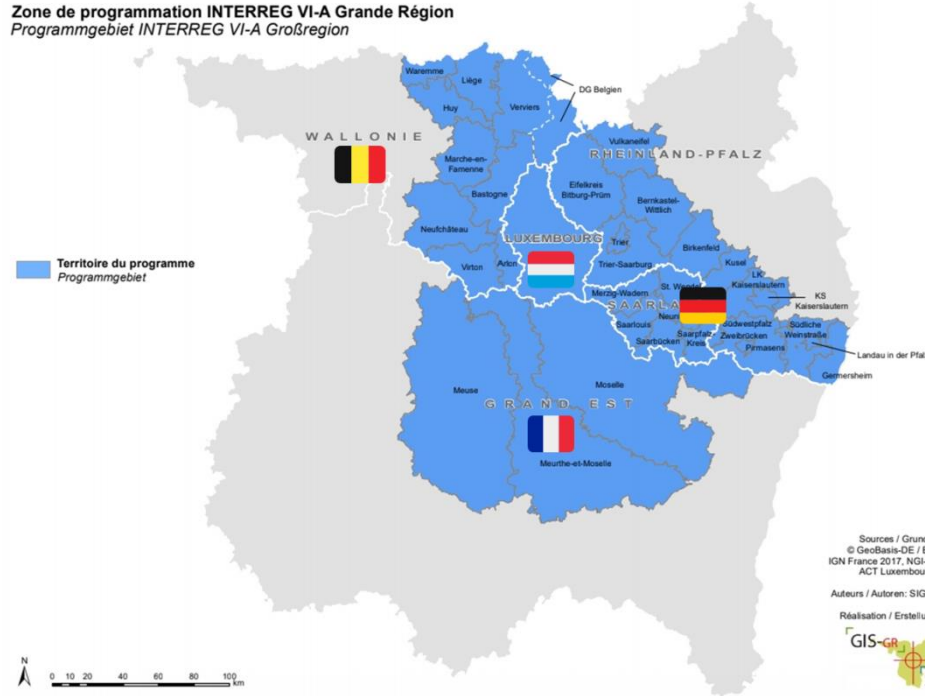 Zone de programmation INTERREG VI-A Grande Région
Programmgebiet INTERREG VI-A Großregion
Waremme
Liège
DG Belgien
Huy
Verviers
WALLONIE
Vulkaneifel
RHEINLAND-PFALZ
Marche-en-
Famenne
Eifelkreis
Bitburg-Prüm
Bastogne
Bernkastel-
Wittlich
Neufchâteau
LUXEMBOURG
Trier
Birkenfeld
Territoire du programme
Programmgebiet
Virton
Arlon
Trier-Saarburg
Kusel
LK
Kaiserslautern
St. Wendel
Merzig-Wadern
KS
Kaiserslautern
SAARLA
Neun
Saarlouis
Südwestpfalz
Südliche
Weinstraße
Saarbücken
Saarpfalz-
Kreis
Zweibrücken
Pirmasens
Landau in der Pfal
Germersheim
Meuse
Moselle
GRAND EST
Meurthe-et-Moselle
Sources / Grund
© GeoBasis-DE / B
IGN France 2017, NGI-
ACT Luxembou
Auteurs / Autoren: SIG
Réalisation / Erstellu
GIS-GR
N
0 10 20 40 60 80 100
km